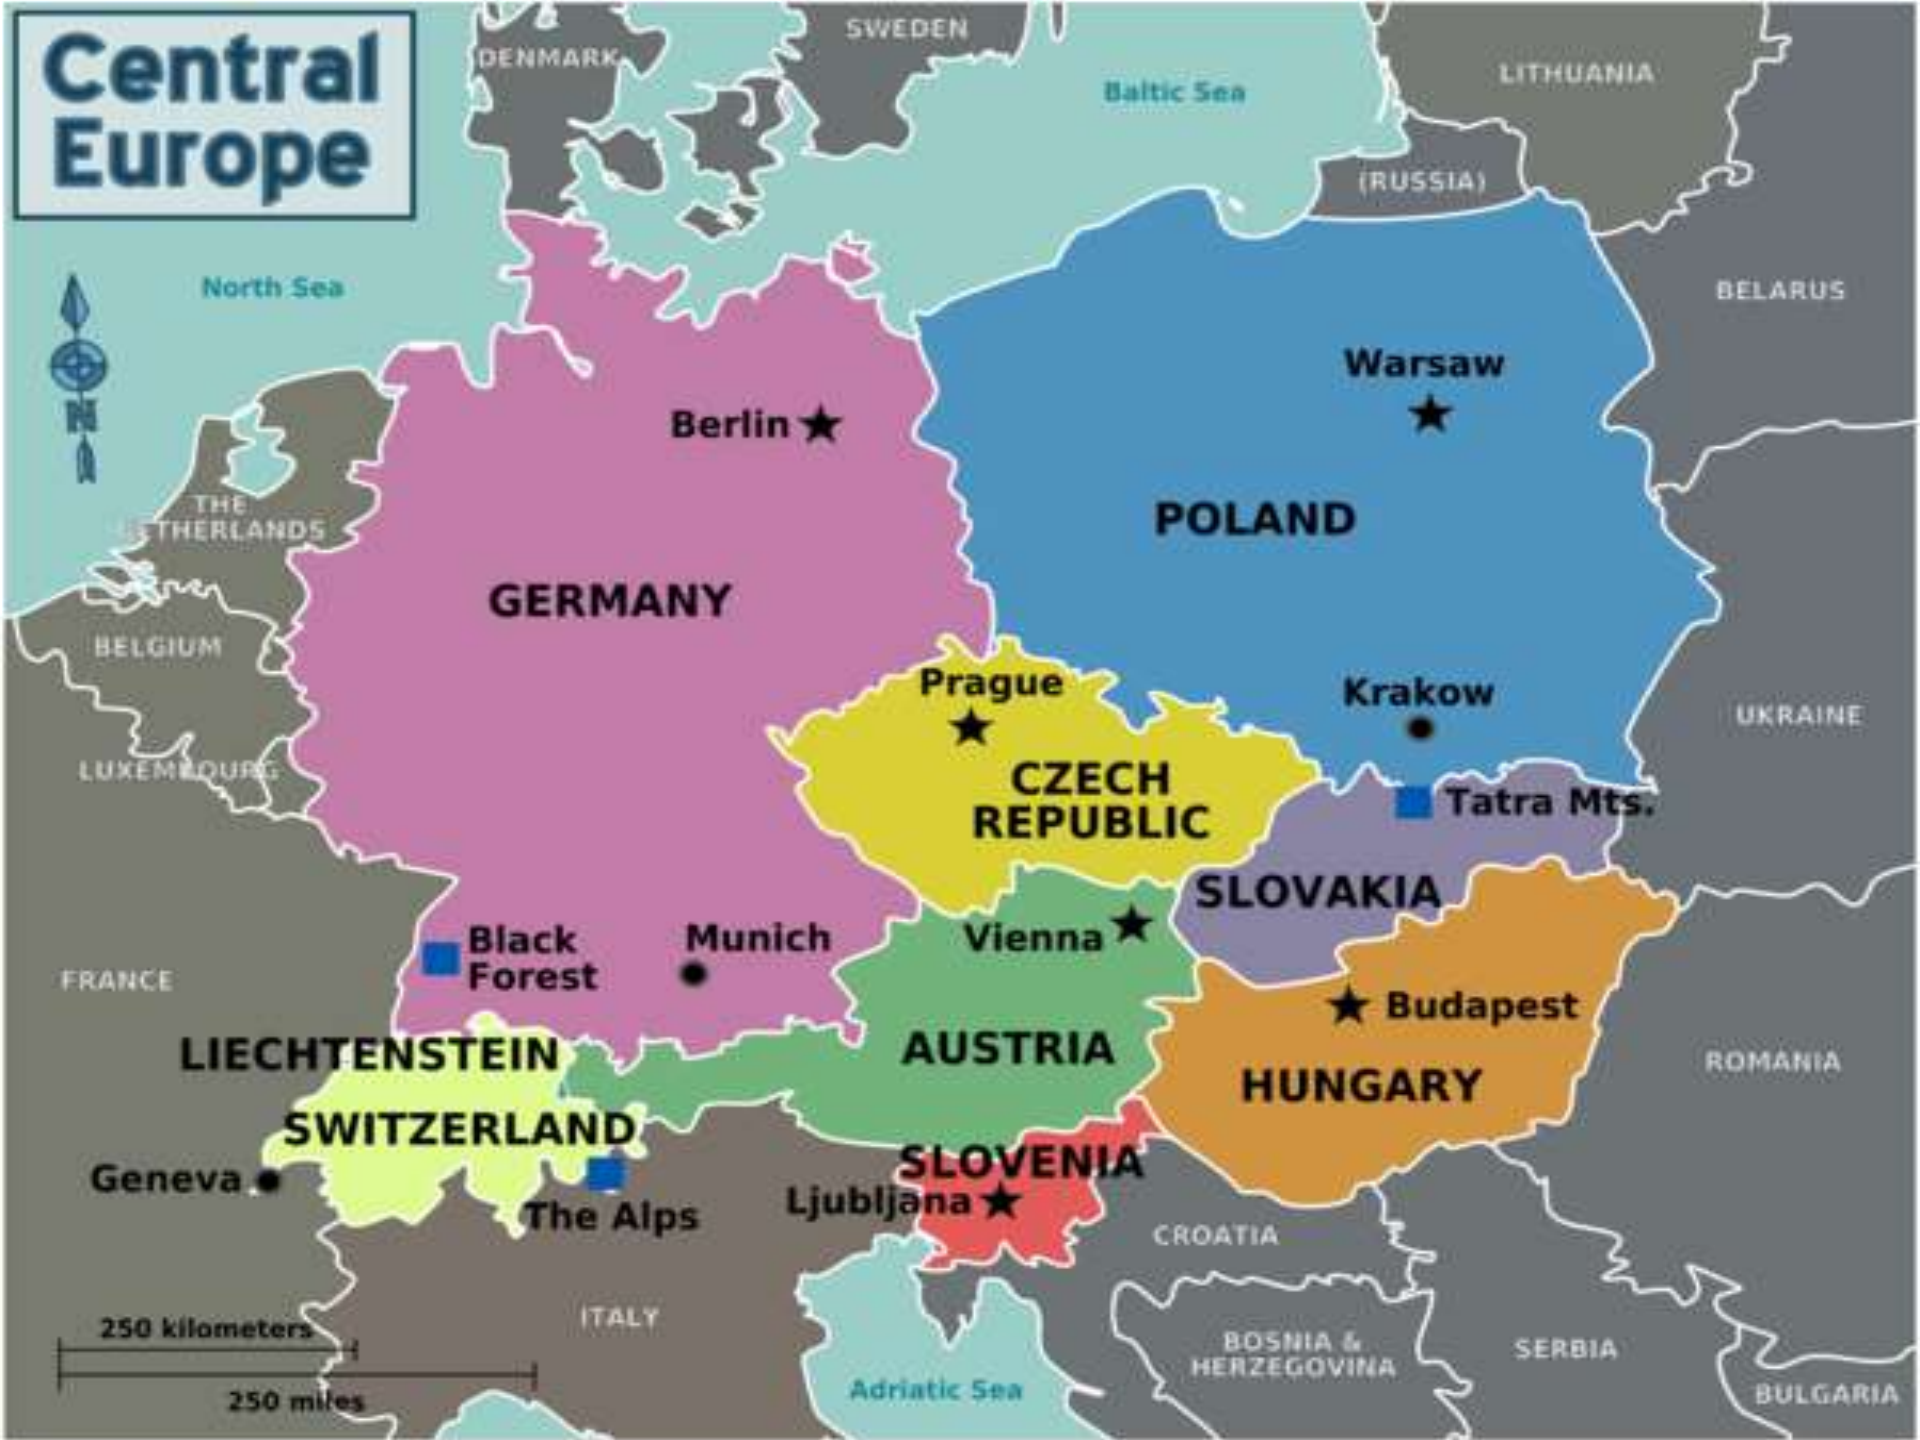 Central
Europe
DENMARK
SWEDEN
Baltic Sea
LITHUANIA
(RUSSIA)
North Sea
BELARUS
N
Warsaw
Berlin
THE
NETHERLANDS
POLAND
GERMANY
BELGIUM
Prague
Krakow
UKRAINE
LUXEMBOURG
CZECH
REPUBLIC
Tatra Mts.
SLOVAKIA
Black
Forest
Munich
Vienna
FRANCE
Budapest
LIECHTENSTEIN
AUSTRIA
ROMANIA
HUNGARY
SWITZERLAND
SLOVENIA
Geneva
Ljubljana
The Alps
CROATIA
ITALY
250 kilometers
BOSNIA &
HERZEGOVINA
SERBIA
Adriatic Sea
BULGARIA
250 miles